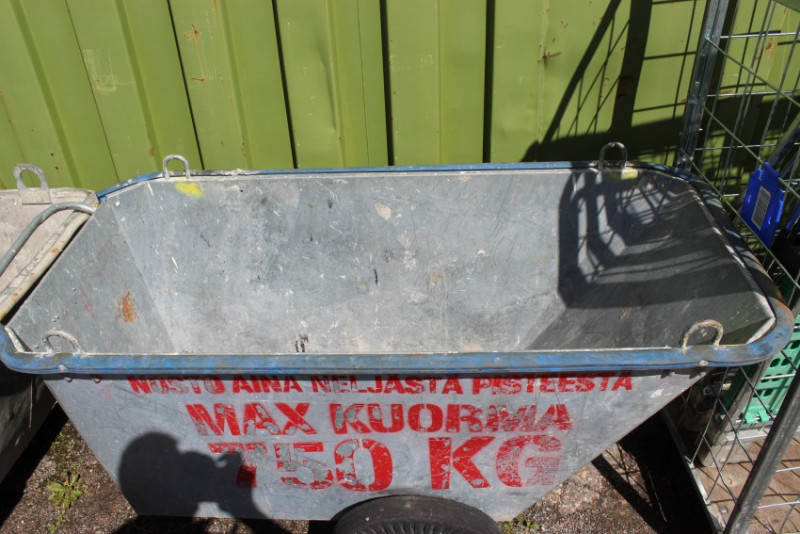 NOSTO AINA NELJÄSTÄ PISTEESTÄ
MAX KUORMA
750 KG